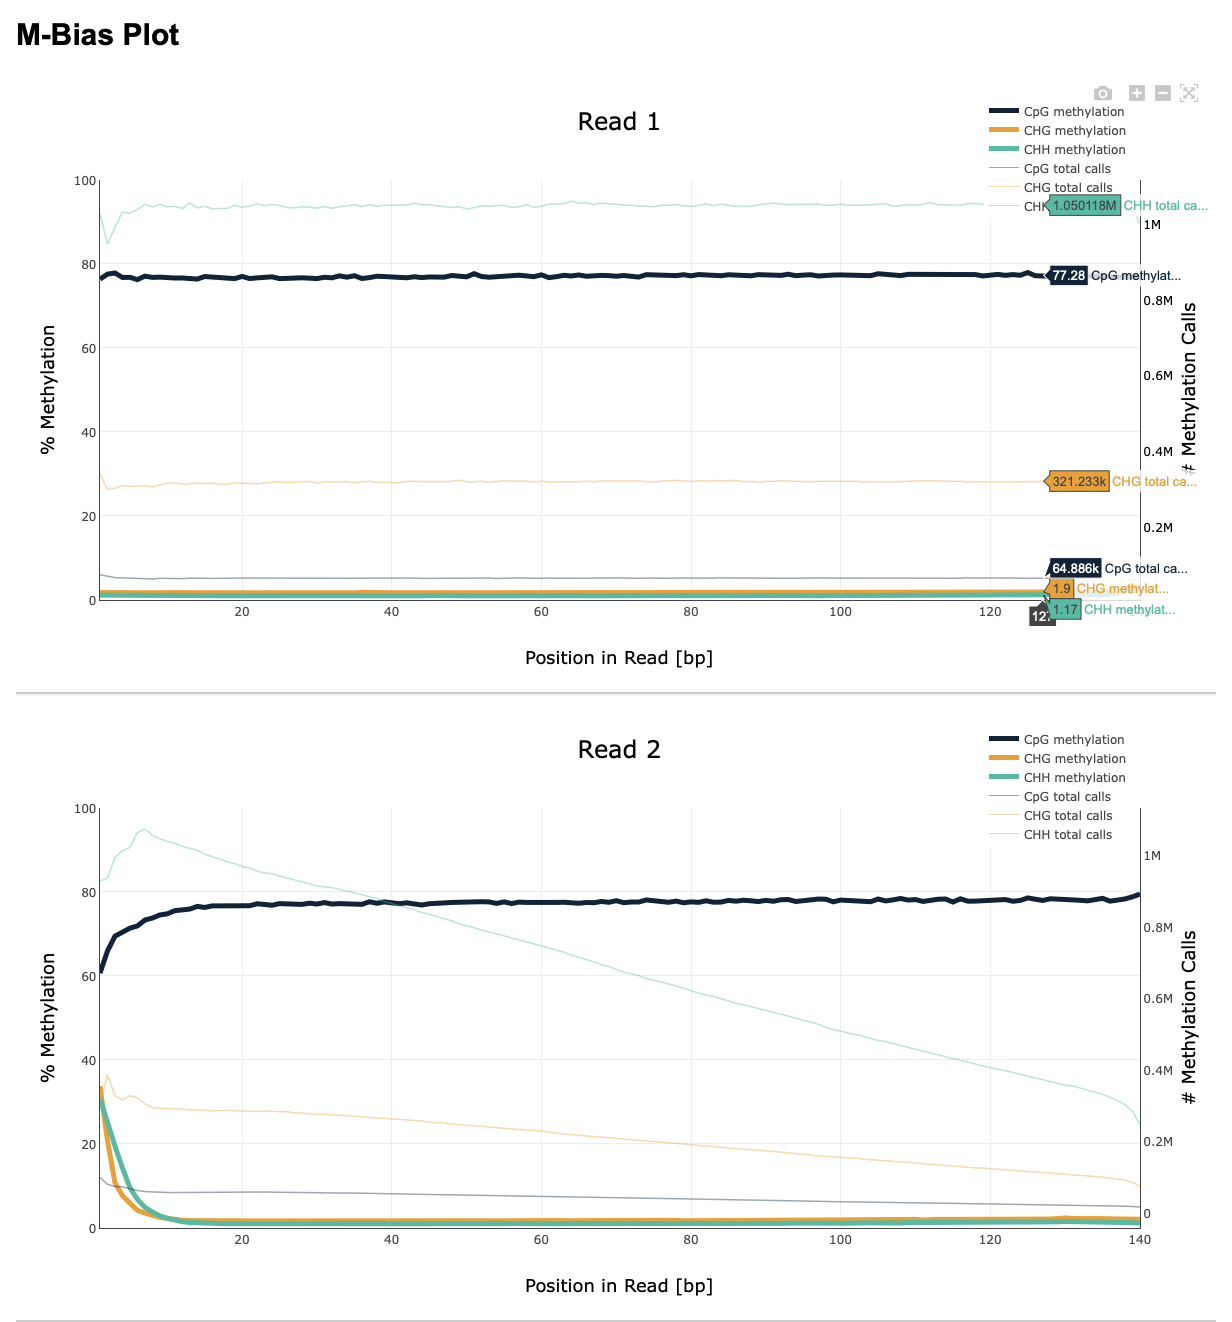 M-Bias Plot
Read 1
CpG methylation
CHG methylation
CHH methylation
CpG total calls
CHG total calls
100
80
60
40
20
0
% Methylation
1.050118M CHH total ca...
1M
77.28 CpG methylat...
0.8M
0.6M
0.4M
321.233k CHG total ca...
0.2M
64.886k CpG total ca...
1.9 CHG methylat...
1.17 CHH methylat...
# Methylation Calls
20 40 60 80 100 120
127
Position in Read [bp]
Read 2
CpG methylation
CHG methylation
CHH methylation
CpG total calls
CHG total calls
CHH total calls
100
80
60
40
20
0
% Methylation
1M
0.8M
0.6M
0.4M
0.2M
0
# Methylation Calls
20 40 60 80 100 120 140
Position in Read [bp]